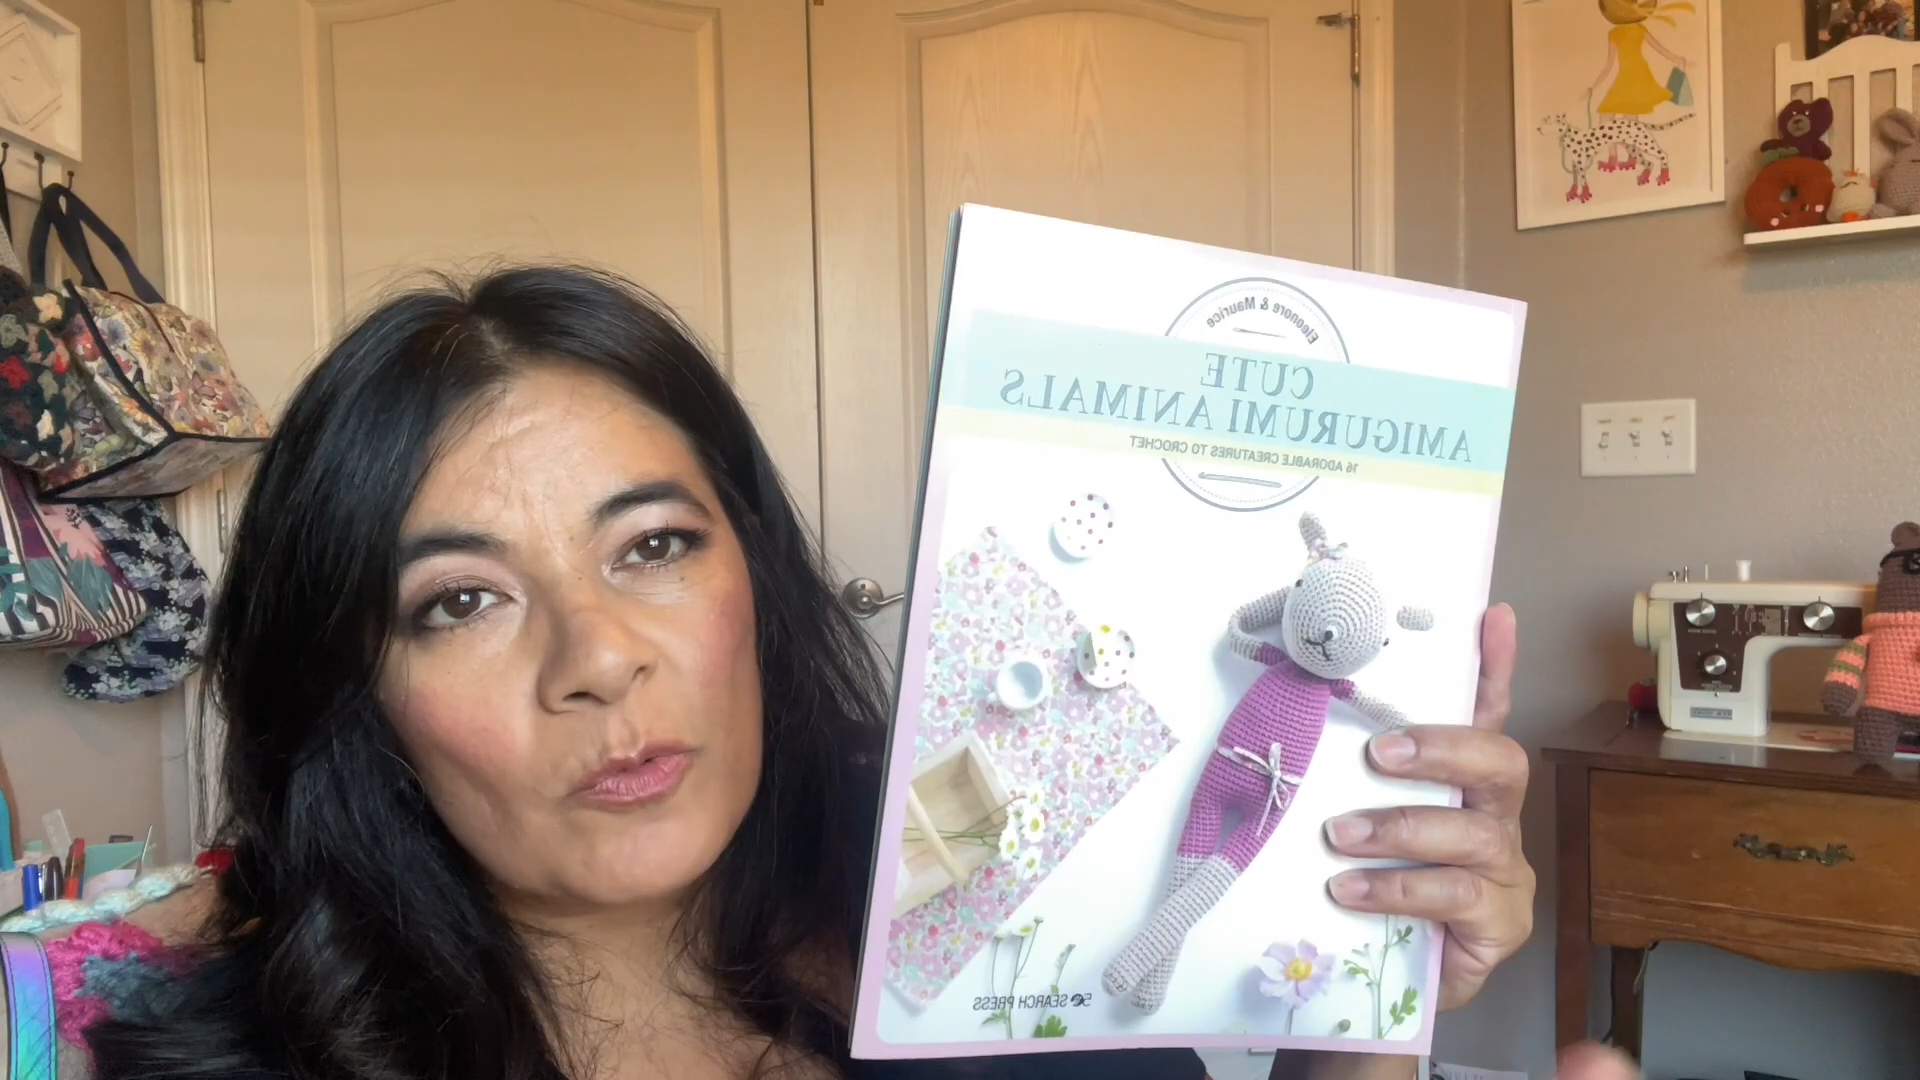 Eleonore & Maurice
CUTE
AMIGURUMI ANIMALS
16 ADORABLE CREATURES TO CROCHET
SEARCH PRESS